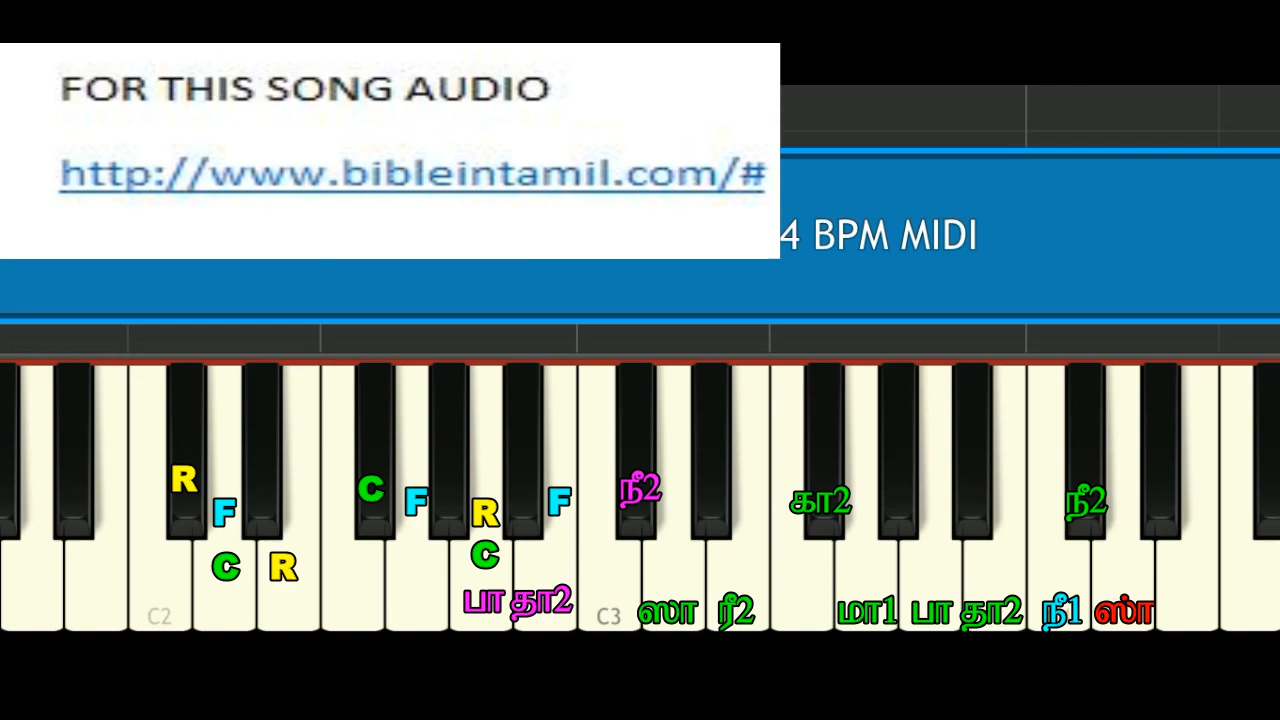 FOR THIS SONG AUDIO
http://www.bibleintamil.com/#
4 BPM MIDI
R C நீ2 கா2 நீ2
F F R F
C R C
பா தா2
C2 C3 ஸா ரீ2 மா1 பா தா2 நீ1 ஸ்ா